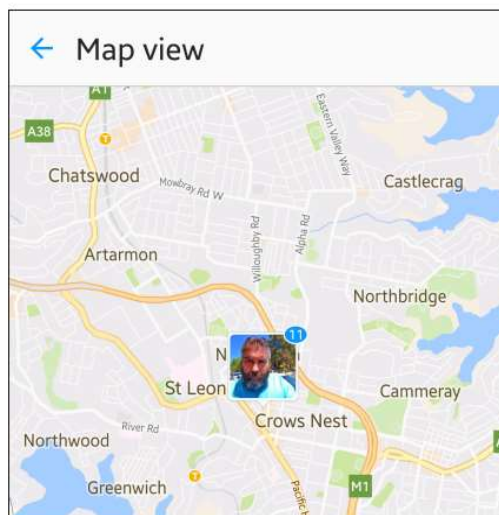 Map view
A1
A38
T
Eastern Valley Way
Chatswood
Mowbray Rd W
Castlecrag
Willoughby Rd
Alpha Rd
Artarmon
Northbridge
11
N
St Leon
Cammeray
Crows Nest
River Rd
Northwood
T
Greenwich
Pacific H
M1
A